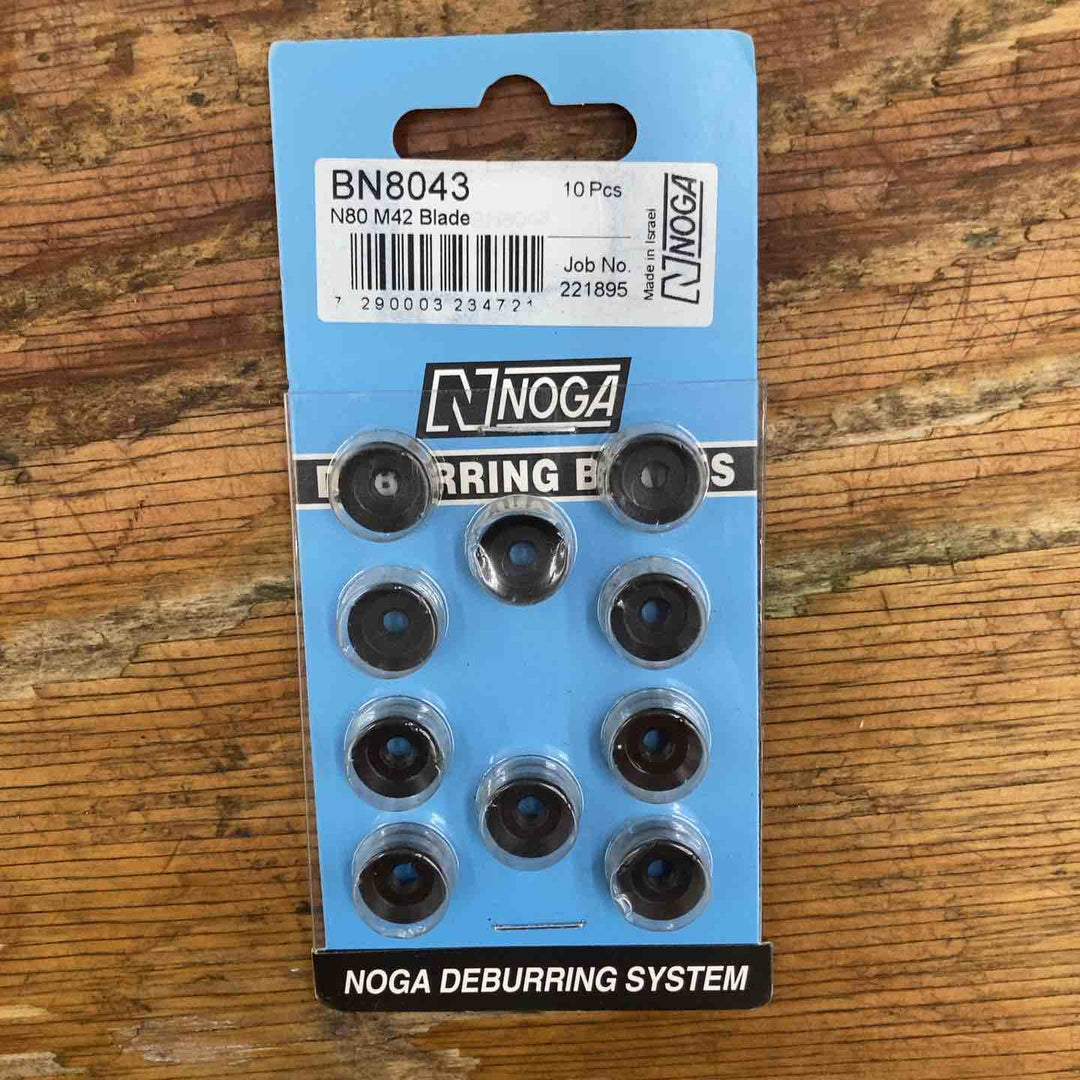 BN8043
10 Pcs
N80 M42 Blade
Job No.
221895
7 290003 234721
Made in Israel
NOGA
NOGA
RRING B S
NOGA DEBURRING SYSTEM